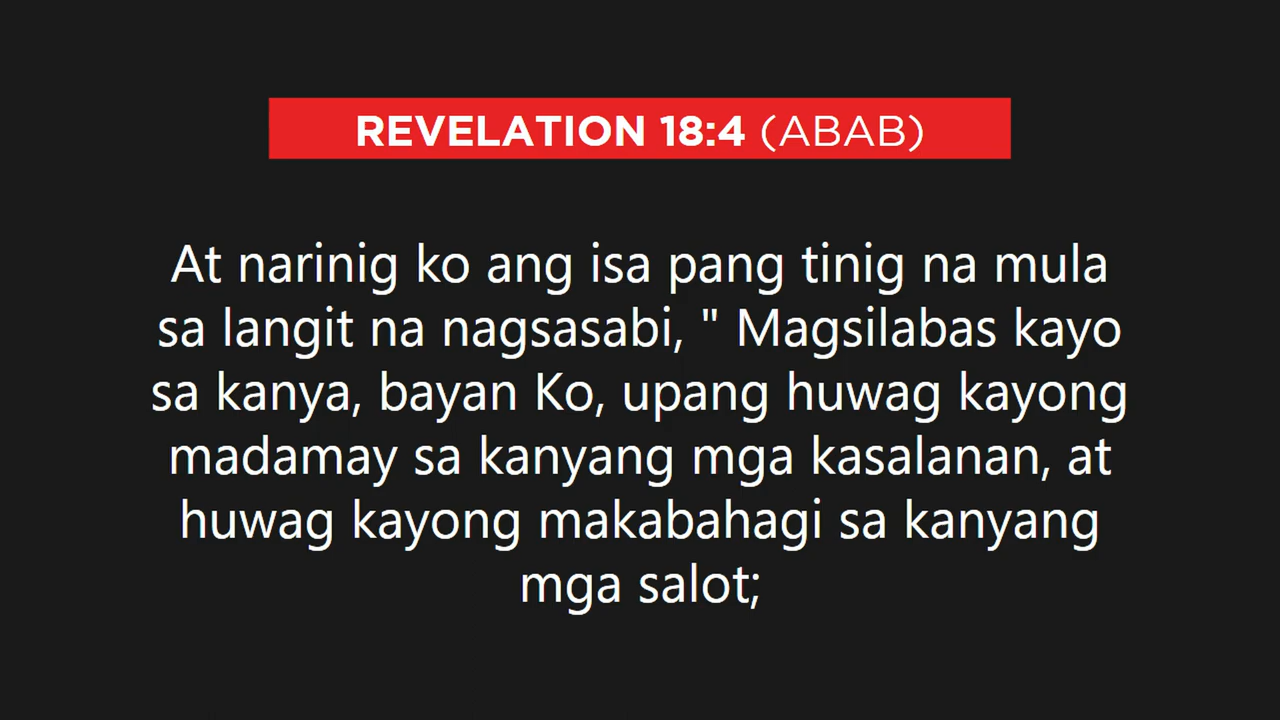 REVELATION 18:4 (ABAB)
At narinig ko ang isa pang tinig na mula
sa langit na nagsasabi, " Magsilabas kayo
sa kanya, bayan Ko, upang huwag kayong
madamay sa kanyang mga kasalanan, at
huwag kayong makabahagi sa kanyang
mga salot;